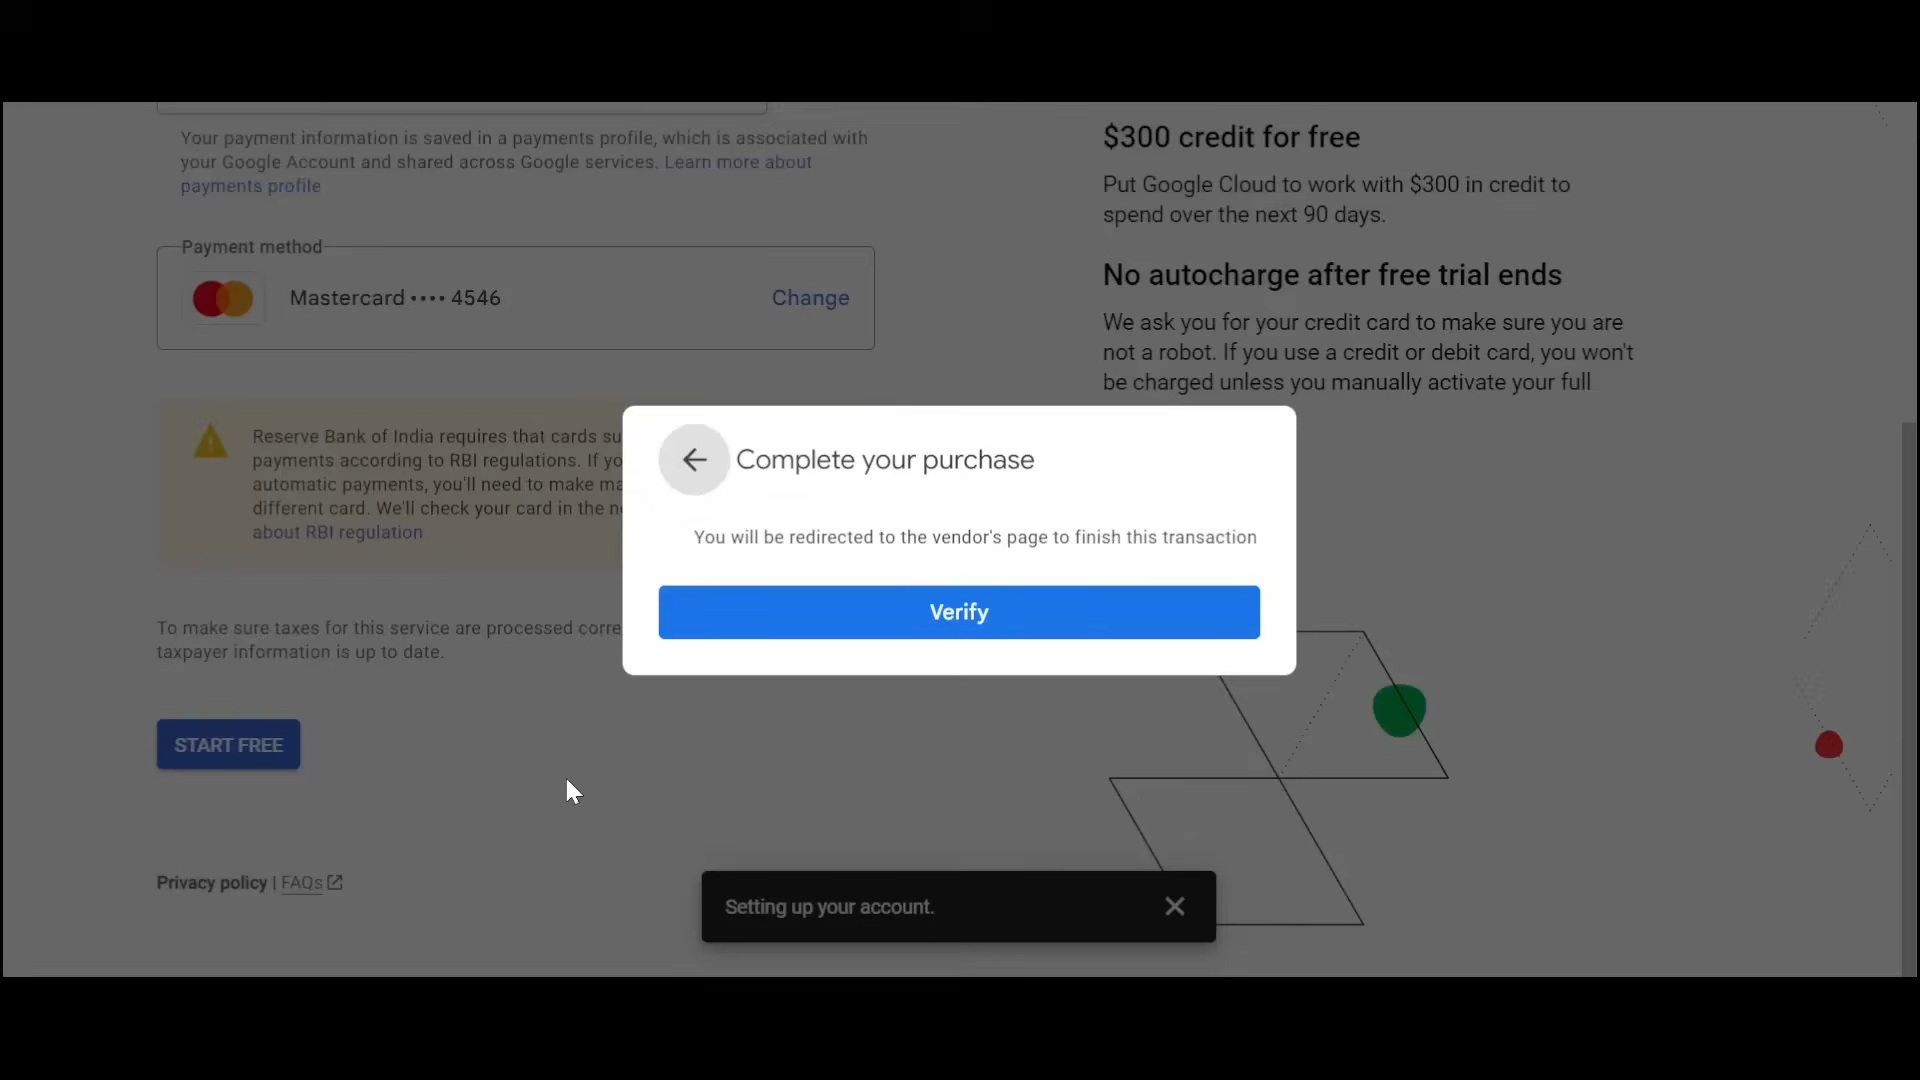 Your payment information is saved in a payments profile, which is associated with
your Google Account and shared across Google services. Learn more about
payments profile
Payment method
Mastercard •••• 4546
Change
Reserve Bank of India requires that cards su
payments according to RBI regulations. If yo
automatic payments, you'll need to make ma
different card. We'll check your card in the n
about RBI regulation
To make sure taxes for this service are processed corre
taxpayer information is up to date.
START FREE
Privacy policy | FAQs
$300 credit for free
Put Google Cloud to work with $300 in credit to
spend over the next 90 days.
No autocharge after free trial ends
We ask you for your credit card to make sure you are
not a robot. If you use a credit or debit card, you won't
be charged unless you manually activate your full
Complete your purchase
You will be redirected to the vendor's page to finish this transaction
Verify
Setting up your account.